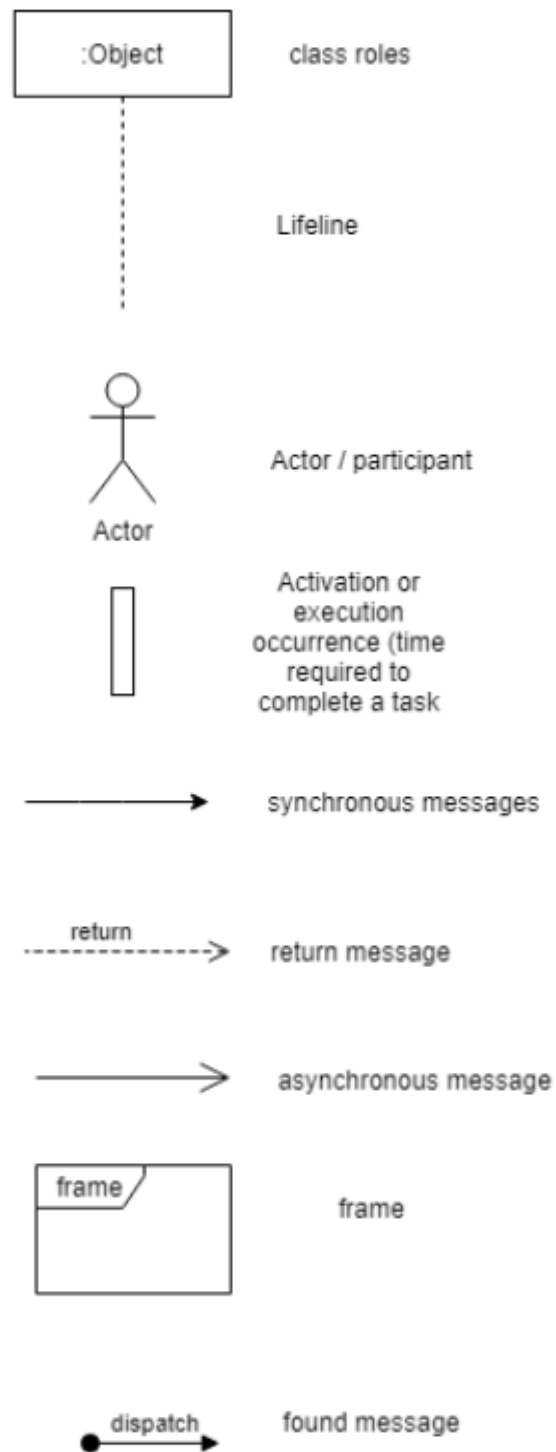 :Object
class roles
Lifeline
Actor / participant
Actor
Activation or
execution
occurrence (time
required to
complete a task
synchronous messages
return
return message
asynchronous message
frame
frame
dispatch
found message